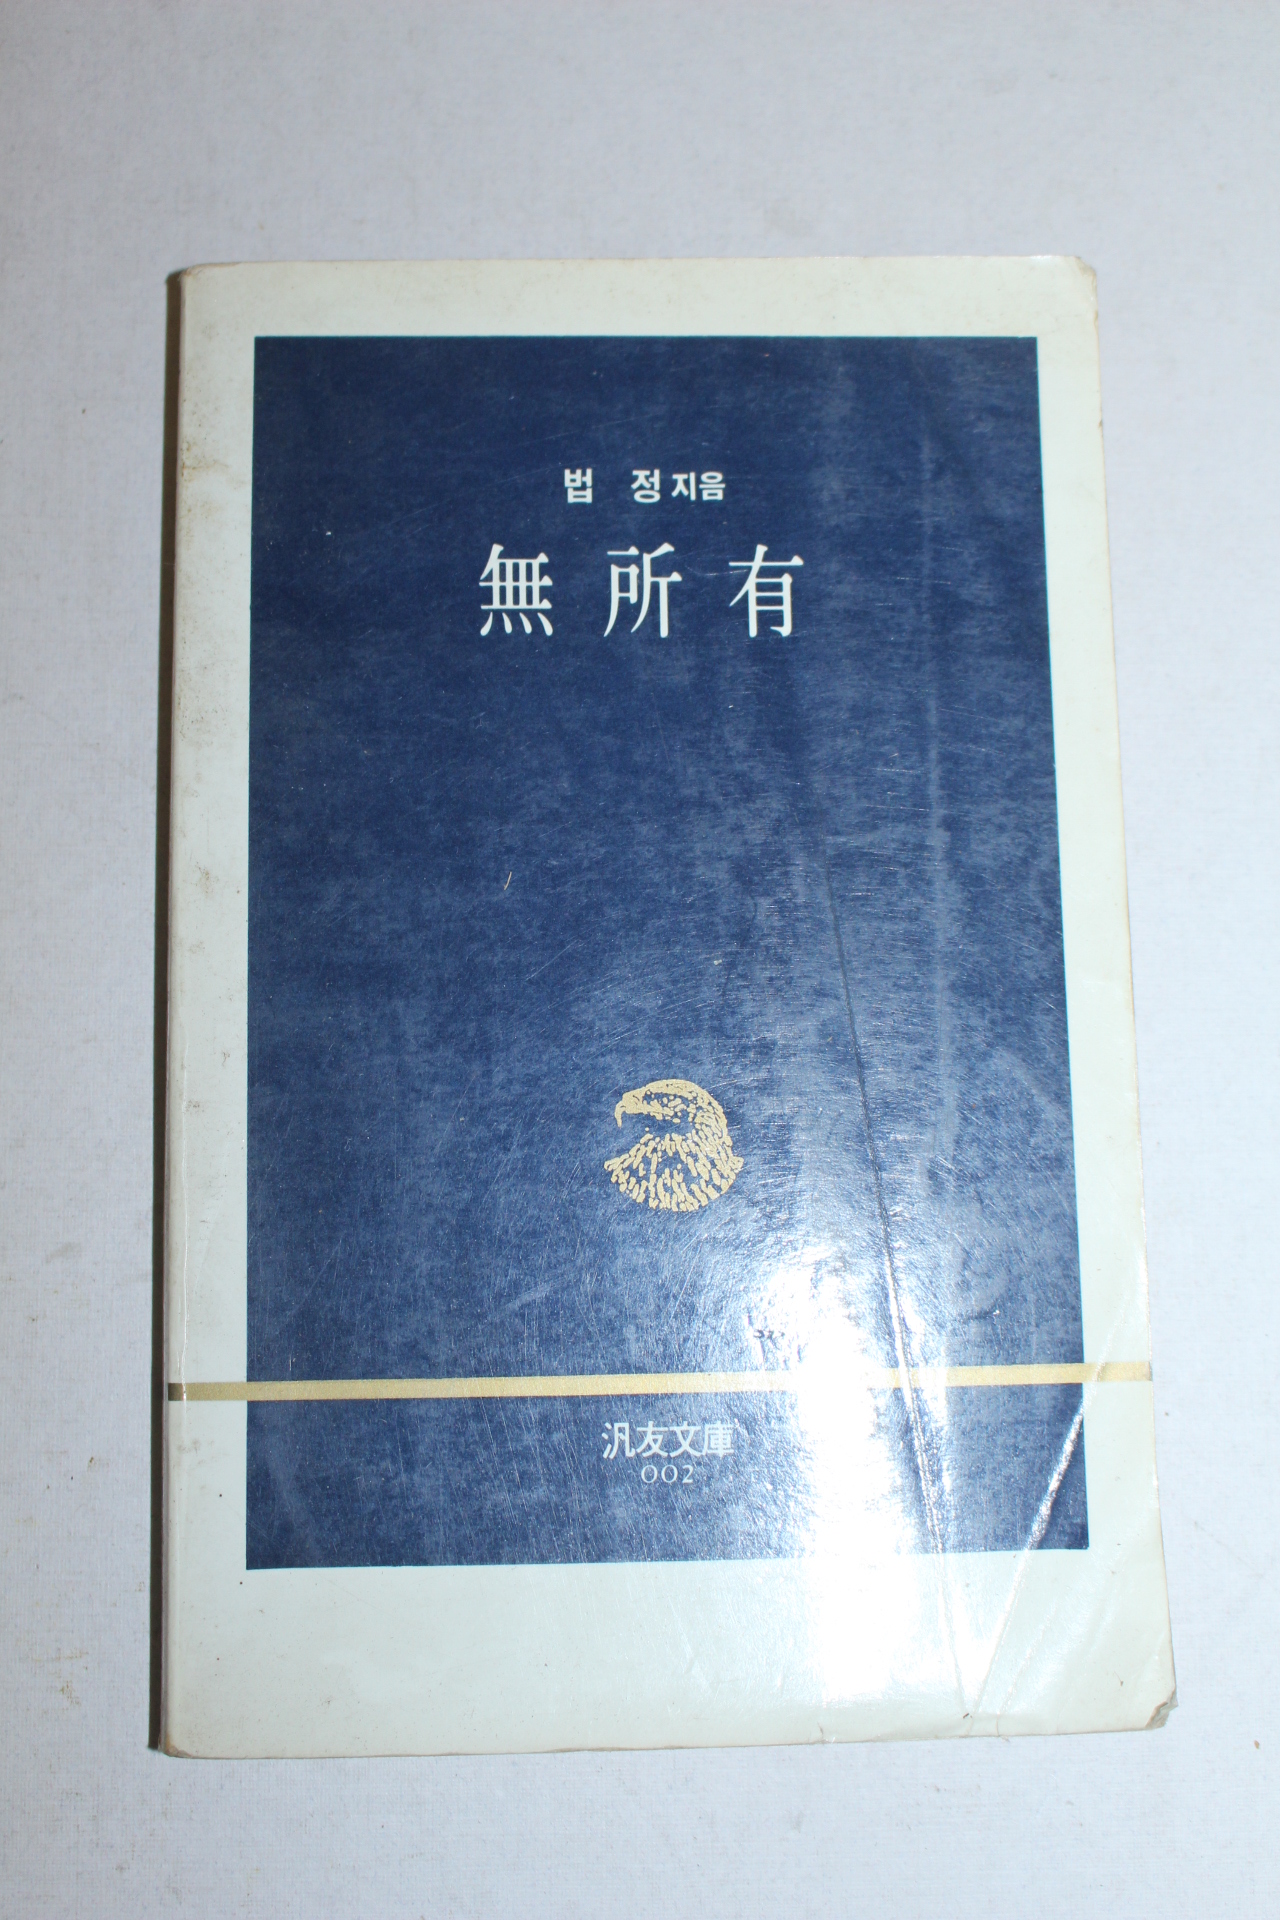 법 정 지음
無所有
汎友文庫
002